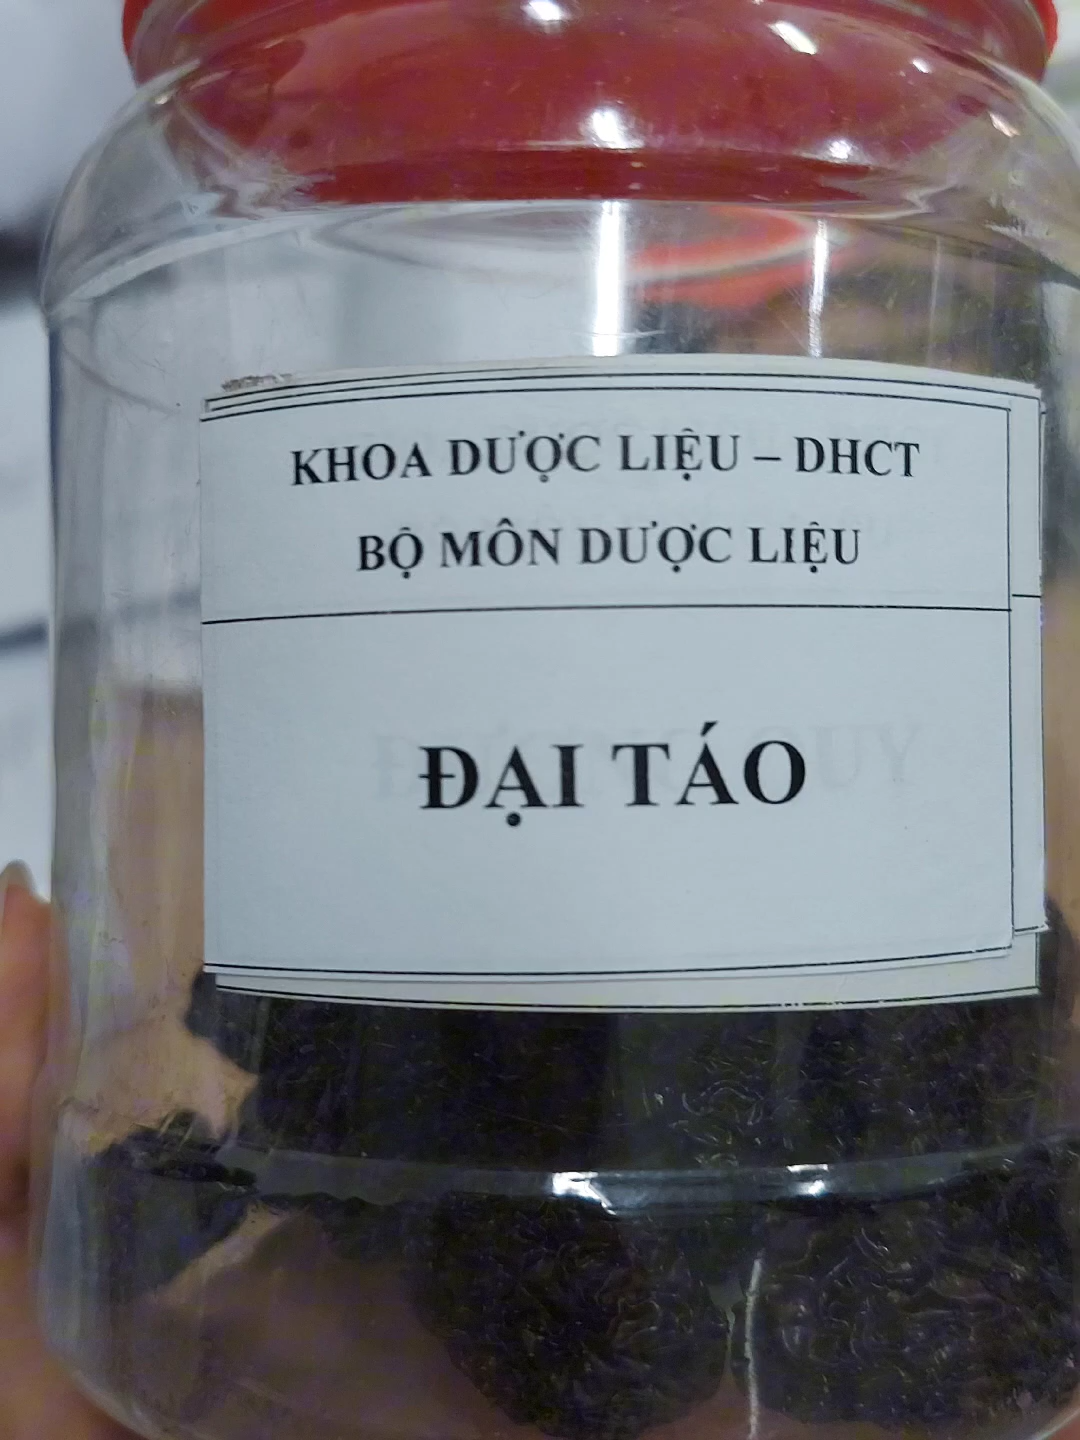 KHOA DƯỢC LIỆU – DHCT
BỘ MÔN DƯỢC LIỆU
ĐẠI TÁO